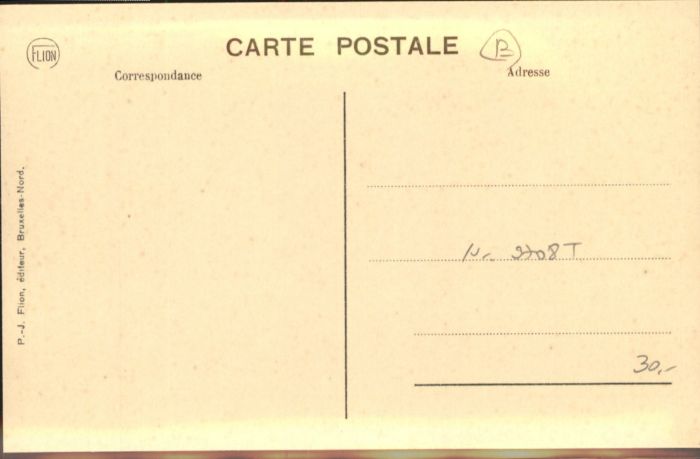 FLION
CARTE POSTALE
B
Correspondance
Adresse
P.-J. Flion, éditeur, Bruxelles-Nord.
30,-